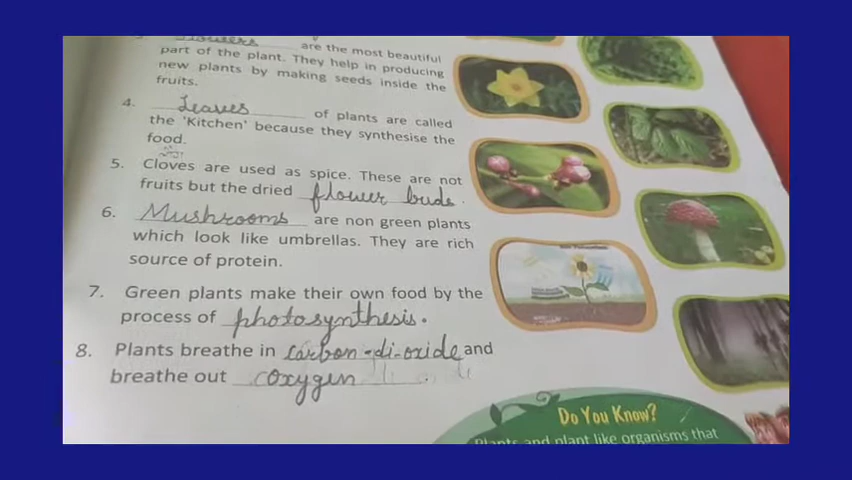 Flowers are the most beautiful
part of the plant. They help in producing
new plants by making seeds inside the
fruits.
4. Leaves of plants are called
the 'Kitchen' because they synthesise the
food.
5. Cloves are used as spice. These are not
fruits but the dried flower buds.
6. Mushrooms are non green plants
which look like umbrellas. They are rich
source of protein.
7. Green plants make their own food by the
process of photosynthesis.
8. Plants breathe in carbon-di-oxide and
breathe out oxygen.
Do You Know?
Plants and plant like organisms that